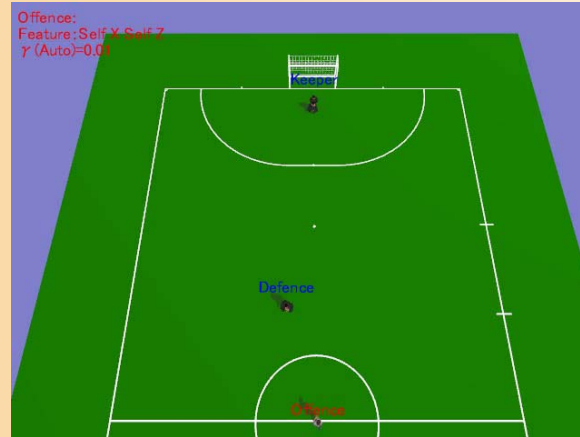 Offence:
Feature:Self X Self Z
γ (Auto)=0.01
Keeper
Defence
Offence